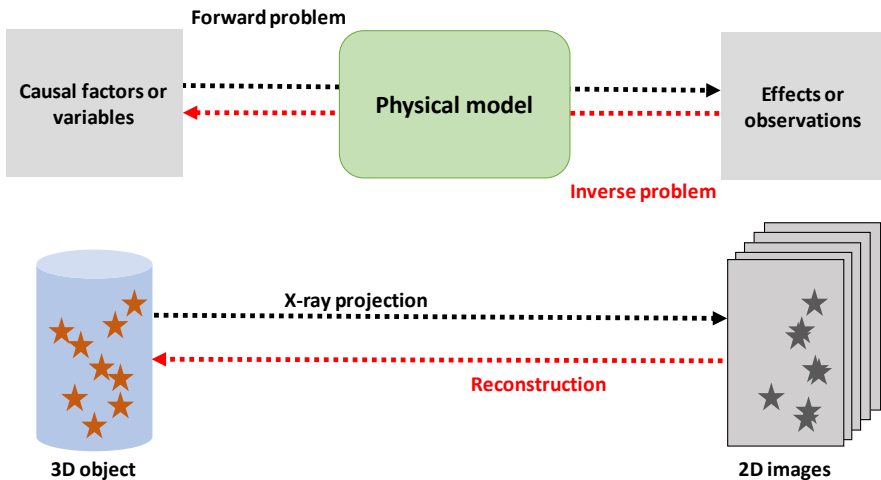 Forward problem
Causal factors or
variables
Physical model
Effects or
observations
Inverse problem
X-ray projection
Reconstruction
3D object
2D images